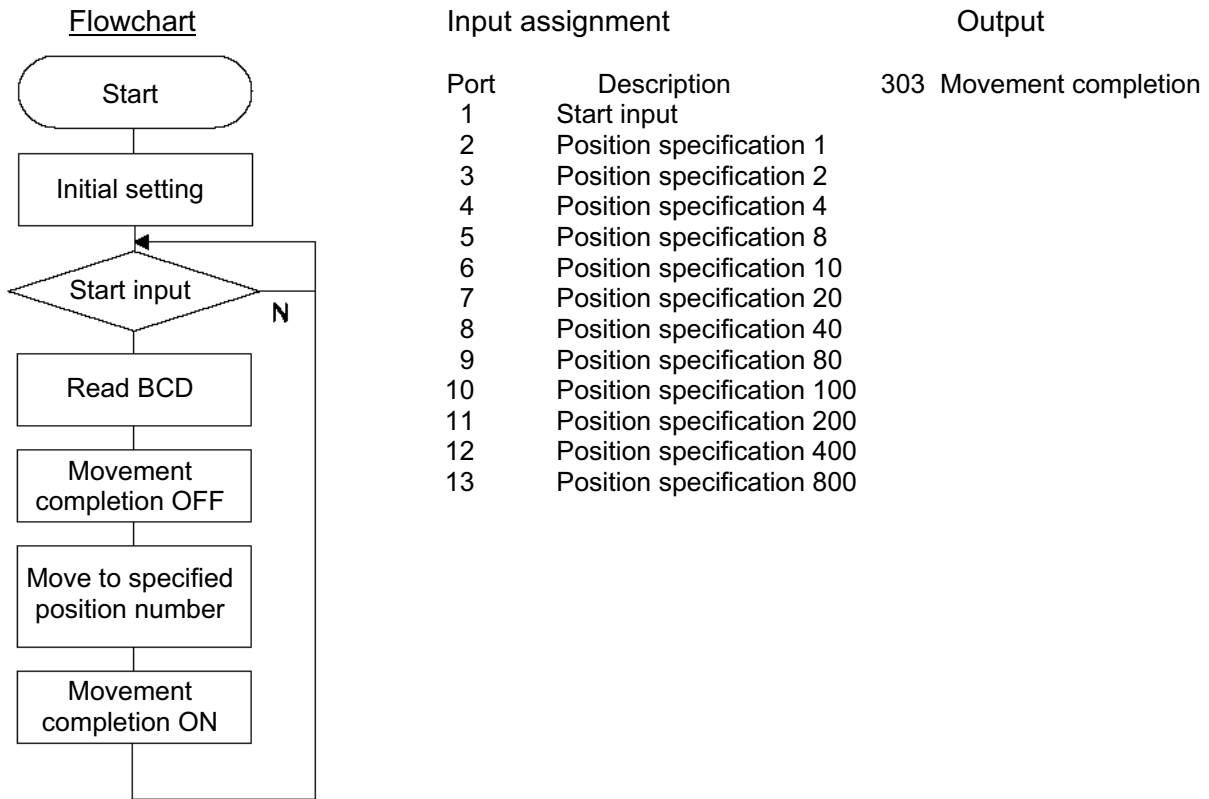 Flowchart
Start
Initial setting
Start input
N
Read BCD
Movement
completion OFF
Move to specified
position number
Movement
completion ON
Input assignment
Port Description
1 Start input
2 Position specification 1
3 Position specification 2
4 Position specification 4
5 Position specification 8
6 Position specification 10
7 Position specification 20
8 Position specification 40
9 Position specification 80
10 Position specification 100
11 Position specification 200
12 Position specification 400
13 Position specification 800
Output
303 Movement completion